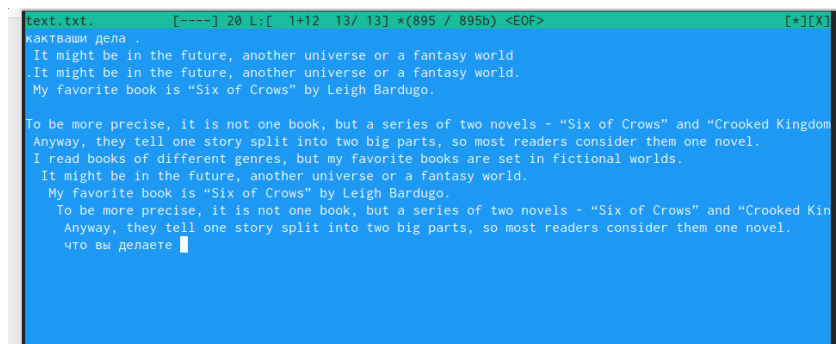 text.txt. [----] 20 L:[ 1+12 13/ 13] *(895 / 895b) <EOF> [*][X]
кактваши дела .
It might be in the future, another universe or a fantasy world
.It might be in the future, another universe or a fantasy world.
My favorite book is “Six of Crows” by Leigh Bardugo.
To be more precise, it is not one book, but a series of two novels - “Six of Crows” and “Crooked Kingdom
Anyway, they tell one story split into two big parts, so most readers consider them one novel.
I read books of different genres, but my favorite books are set in fictional worlds.
It might be in the future, another universe or a fantasy world.
My favorite book is “Six of Crows” by Leigh Bardugo.
To be more precise, it is not one book, but a series of two novels - “Six of Crows” and “Crooked Kin
Anyway, they tell one story split into two big parts, so most readers consider them one novel.
что вы делаете